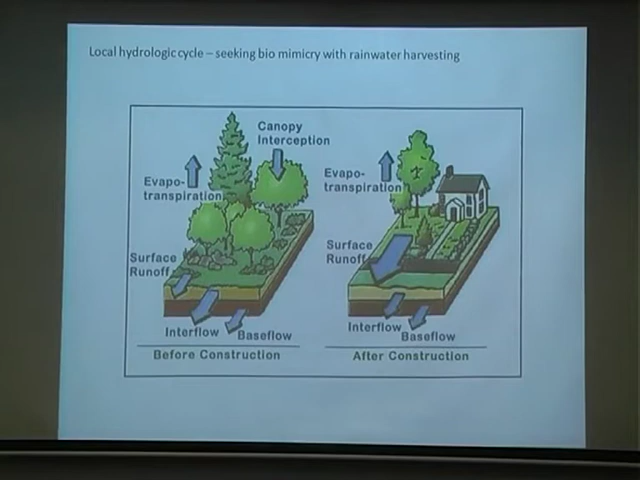 Local hydrologic cycle – seeking bio mimicry with rainwater harvesting
Canopy
Interception
Evapo-
transpiration
Surface
Runoff
Interflow
Baseflow
Before Construction
Evapo-
transpiration
Surface
Runoff
Interflow
Baseflow
After Construction